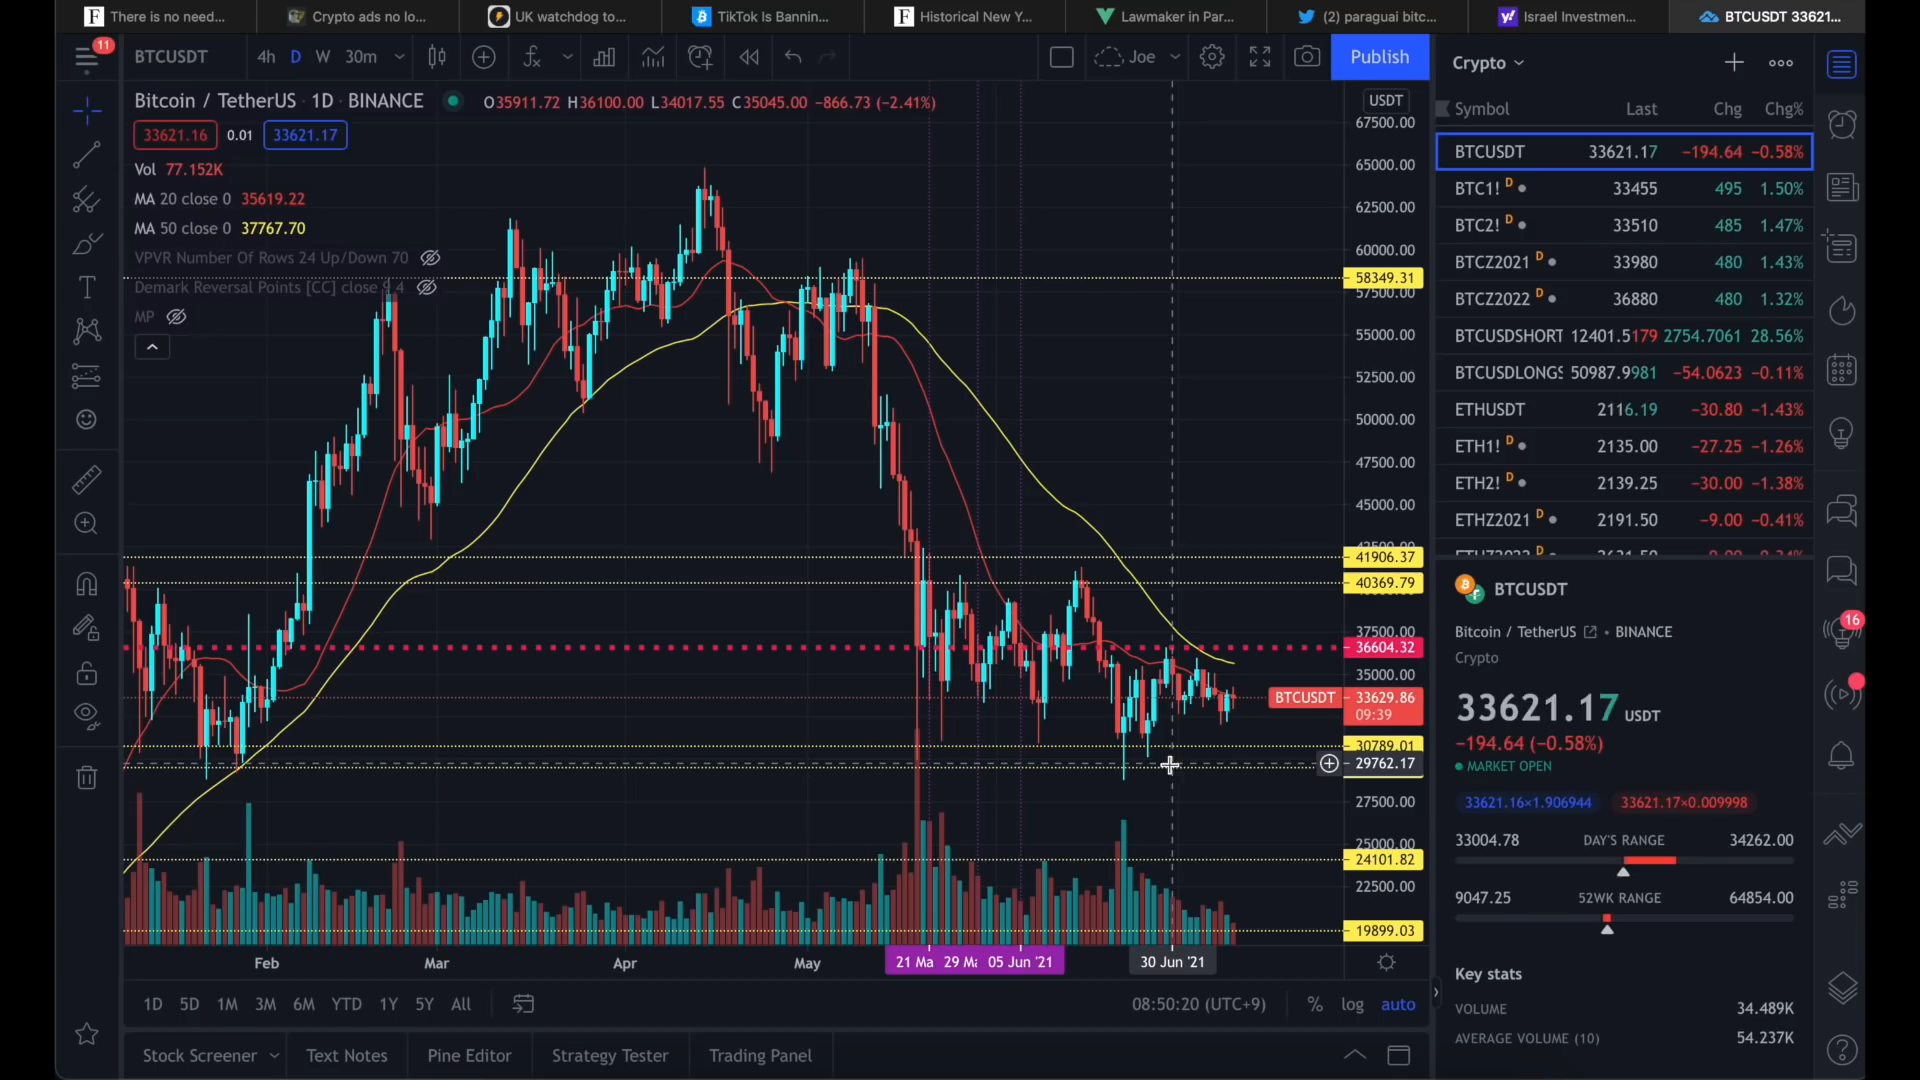 There is no need...
Crypto ads no lo...
UK watchdog to...
TikTok Is Bannin...
Historical New Y...
Lawmaker in Par...
(2) paraguai bitc...
Israel Investmen...
BTCUSDT 33621...
11
BTCUSDT
4h D W 30m
Joe
Publish
Bitcoin / TetherUS · 1D · BINANCE
O35911.72 H36100.00 L34017.55 C35045.00 −866.73 (−2.41%)
33621.16 0.01 33621.17
Vol 77.152K
MA 20 close 0 35619.22
MA 50 close 0 37767.70
VPVR Number Of Rows 24 Up/Down 70
Demark Reversal Points [CC] close 9 4
MP
USDT
67500.00
65000.00
62500.00
60000.00
58349.31
57500.00
55000.00
52500.00
50000.00
47500.00
45000.00
41906.37
40369.79
37500.00
36604.32
35000.00
BTCUSDT 33629.86
09:39
30789.01
29762.17
27500.00
25000.00
24101.82
22500.00
19899.03
Feb Mar Apr May 21 Ma 29 Ma 05 Jun '21 30 Jun '21
1D 5D 1M 3M 6M YTD 1Y 5Y All
08:50:20 (UTC+9) % log auto
Stock Screener Text Notes Pine Editor Strategy Tester Trading Panel
Crypto
Symbol Last Chg Chg%
BTCUSDT 33621.17 −194.64 −0.58%
BTC1! D 33455 495 1.50%
BTC2! D 33510 485 1.47%
BTCZ2021 D 33980 480 1.43%
BTCZ2022 D 36880 480 1.32%
BTCUSDSHORT 12401.5179 2754.7061 28.56%
BTCUSDLONGS 50987.9981 −54.0623 −0.11%
ETHUSDT 2116.19 −30.80 −1.43%
ETH1! D 2135.00 −27.25 −1.26%
ETH2! D 2139.25 −30.00 −1.38%
ETHZ2021 D 2191.50 −9.00 −0.41%
BTCUSDT
Bitcoin / TetherUS • BINANCE
Crypto
33621.17 USDT
−194.64 (−0.58%)
MARKET OPEN
33621.16×1.906944 33621.17×0.009998
33004.78 DAY'S RANGE 34262.00
9047.25 52WK RANGE 64854.00
Key stats
VOLUME 34.489K
AVERAGE VOLUME (10) 54.237K
16